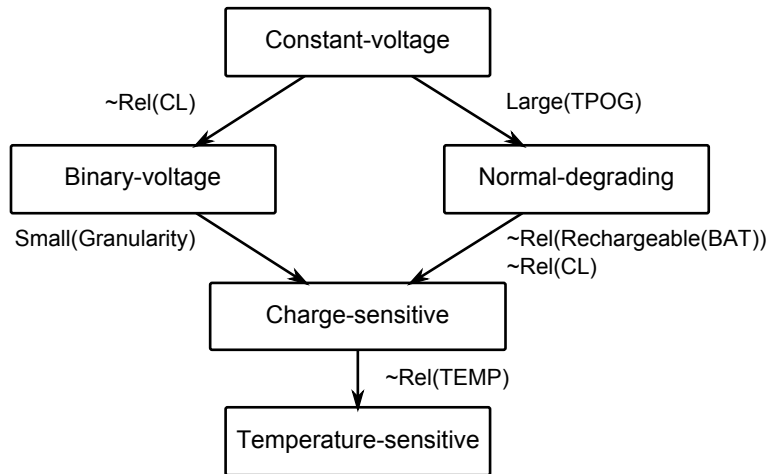 Constant-voltage
~Rel(CL)
Large(TPOG)
Binary-voltage
Normal-degrading
Small(Granularity)
~Rel(Rechargeable(BAT))
~Rel(CL)
Charge-sensitive
~Rel(TEMP)
Temperature-sensitive